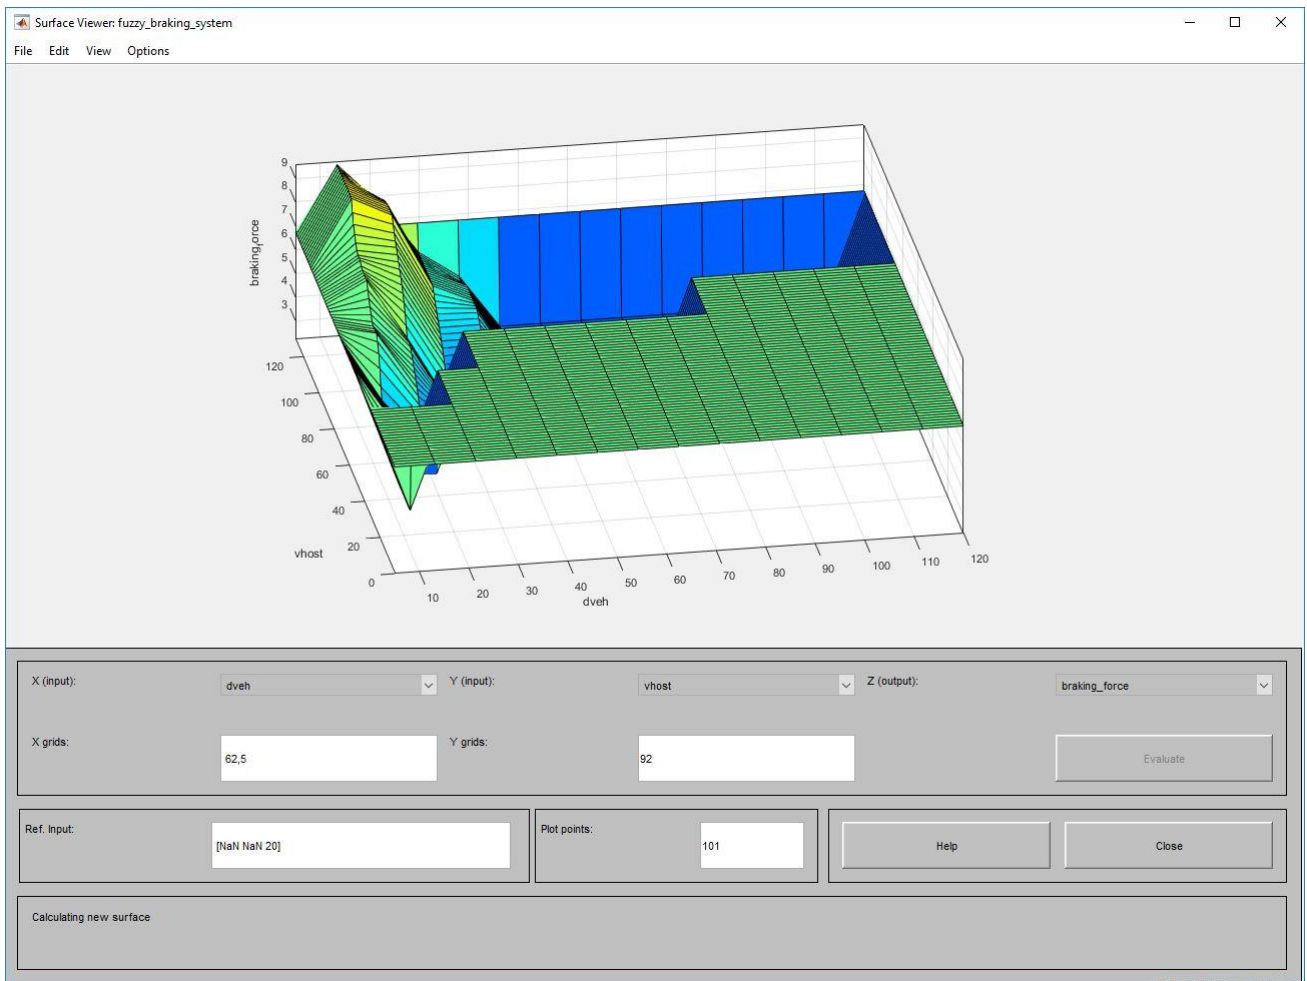 Surface Viewer: fuzzy_braking_system
File Edit View Options
9
8
7
6
5
4
3
braking_force
120
100
80
60
40
20
0
vhost
10
20
30
40
50
60
70
80
90
100
110
120
dveh
X (input): dveh Y (input): vhost Z (output): braking_force
X grids: 62,5 Y grids: 92 Evaluate
Ref. Input: [NaN NaN 20] Plot points: 101 Help Close
Calculating new surface